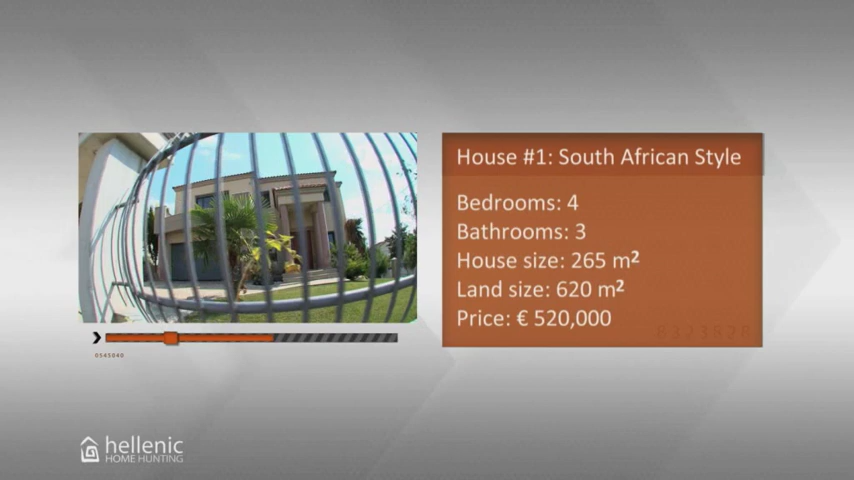 House #1: South African Style
Bedrooms: 4
Bathrooms: 3
House size: 265 m²
Land size: 620 m²
Price: € 520,000
0545040
hellenic
HOME HUNTING